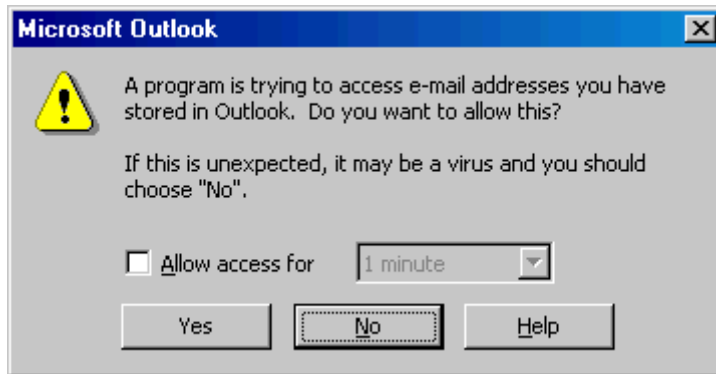 Microsoft Outlook
A program is trying to access e-mail addresses you have
stored in Outlook. Do you want to allow this?
If this is unexpected, it may be a virus and you should
choose "No".
Allow access for 1 minute
Yes No Help